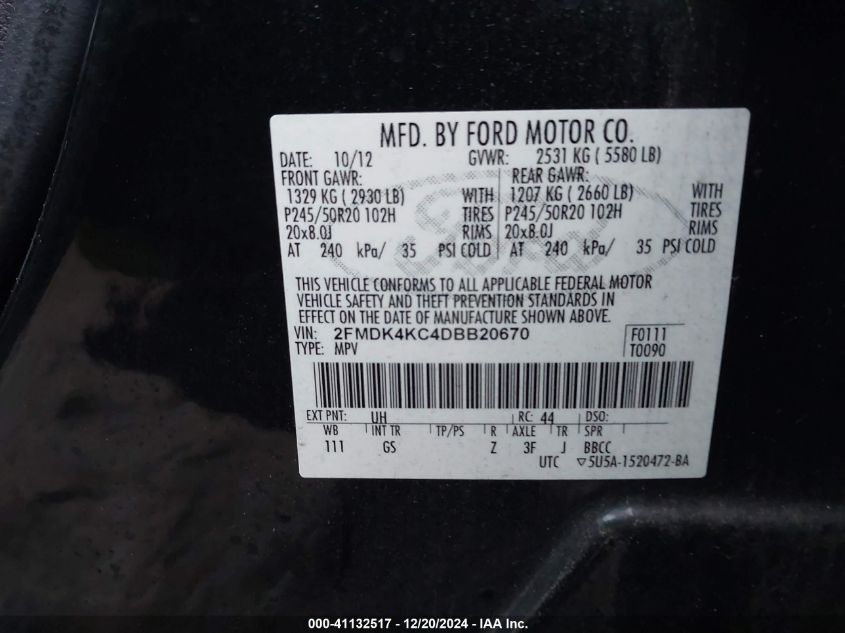 MFD. BY FORD MOTOR CO.
DATE: 10/12 GVWR: 2531 KG ( 5580 LB)
FRONT GAWR: REAR GAWR:
1329 KG ( 2930 LB) WITH 1207 KG ( 2660 LB) WITH
P245/50R20 102H TIRES P245/50R20 102H TIRES
20x8.0J RIMS 20x8.0J RIMS
AT 240 kPa/ 35 PSI COLD AT 240 kPa/ 35 PSI COLD
THIS VEHICLE CONFORMS TO ALL APPLICABLE FEDERAL MOTOR
VEHICLE SAFETY AND THEFT PREVENTION STANDARDS IN
EFFECT ON THE DATE OF MANUFACTURE SHOWN ABOVE.
VIN: 2FMDK4KC4DBB20670 F0111
TYPE: MPV T0090
EXT PNT: UH RC: 44 DSO:
WB INT TR TP/PS R AXLE TR SPR
111 GS Z 3F J BBCC
UTC ▽5U5A-1520472-BA
000-41132517 - 12/20/2024 - IAA Inc.